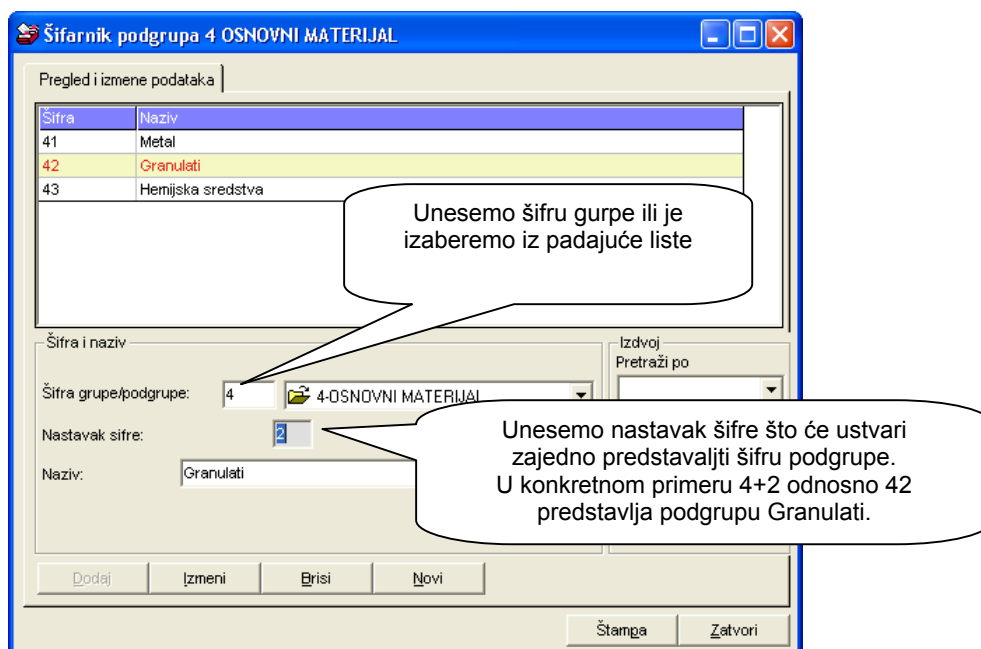 Šifarnik podgrupa 4 OSNOVNI MATERIJAL
Pregled i izmene podataka
Šifra Naziv
41 Metal
42 Granulati
43 Hemijska sredstva
Unesemo šifru gurpe ili je
izaberemo iz padajuće liste
Šifra i naziv
Izdvoj
Pretraži po
Šifra grupe/podgrupe: 4 4-OSNOVNI MATERIJAL
Nastavak sifre: 2
Naziv: Granulati
Unesemo nastavak šifre što će ustvari
zajedno predstavaljti šifru podgrupe.
U konkretnom primeru 4+2 odnosno 42
predstavlja podgrupu Granulati.
Dodaj Izmeni Brisi Novi
Štampa Zatvori